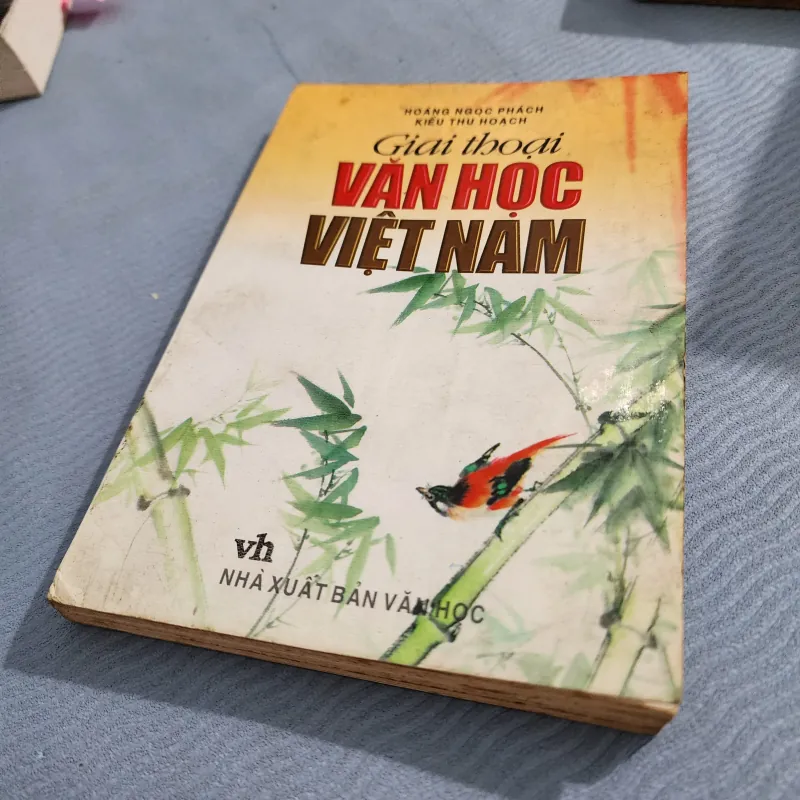 HOÀNG NGỌC PHÁCH
KIỀU THU HOẠCH
Giai thoại
VĂN HỌC
VIỆT NAM
vh
NHÀ XUẤT BẢN VĂN HỌC